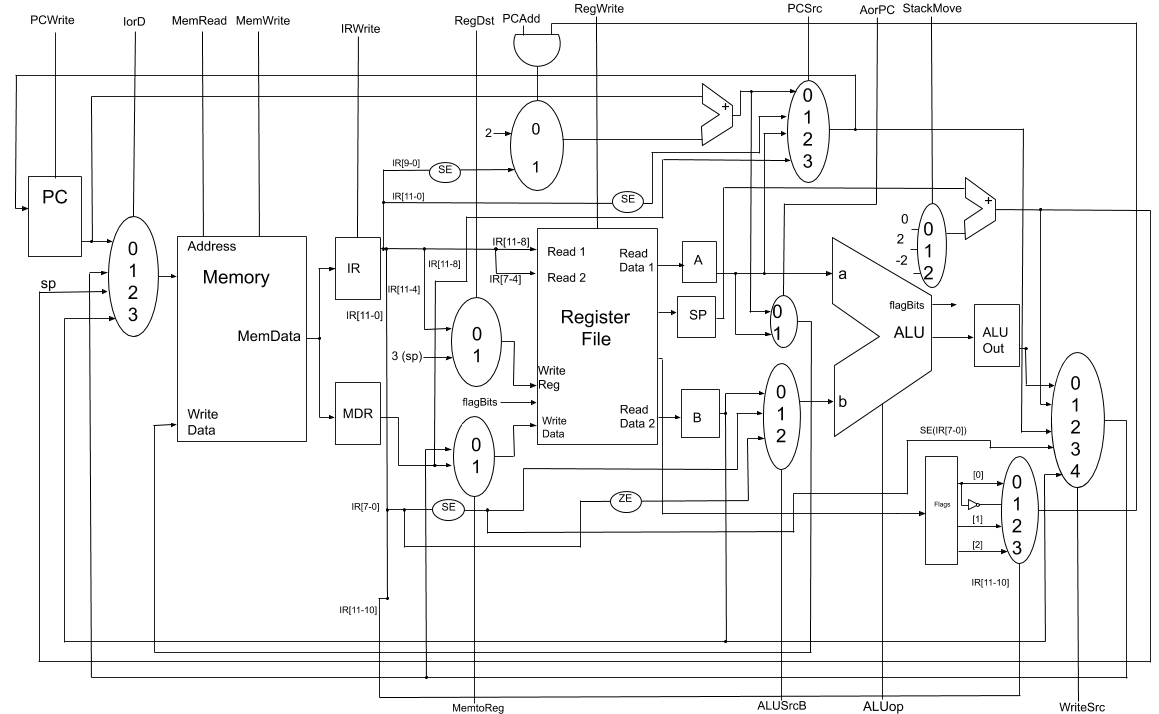 PCWrite
IorD
MemRead
MemWrite
IRWrite
RegDst
PCAdd
RegWrite
PCSrc
AorPC
StackMove
PC
sp
0
1
2
3
Address
Memory
MemData
Write
Data
IR
IR[11-0]
MDR
IR[9-0]
SE
IR[11-0]
SE
2
0
1
+
0
1
2
3
IR[11-8]
IR[11-8]
IR[7-4]
IR[11-4]
0
1
3 (sp)
flagBits
0
1
Read 1
Read 2
Read
Data 1
Register
File
Write
Reg
Write
Data
Read
Data 2
A
SP
B
0
1
0
1
2
0
2
-2
0
1
2
+
a
b
ALU
flagBits
ALU
Out
SE(IR[7-0])
Flags
[0]
[1]
[2]
0
1
2
3
IR[11-10]
0
1
2
3
4
IR[7-0]
SE
ZE
IR[11-10]
MemtoReg
ALUSrcB
ALUop
WriteSrc